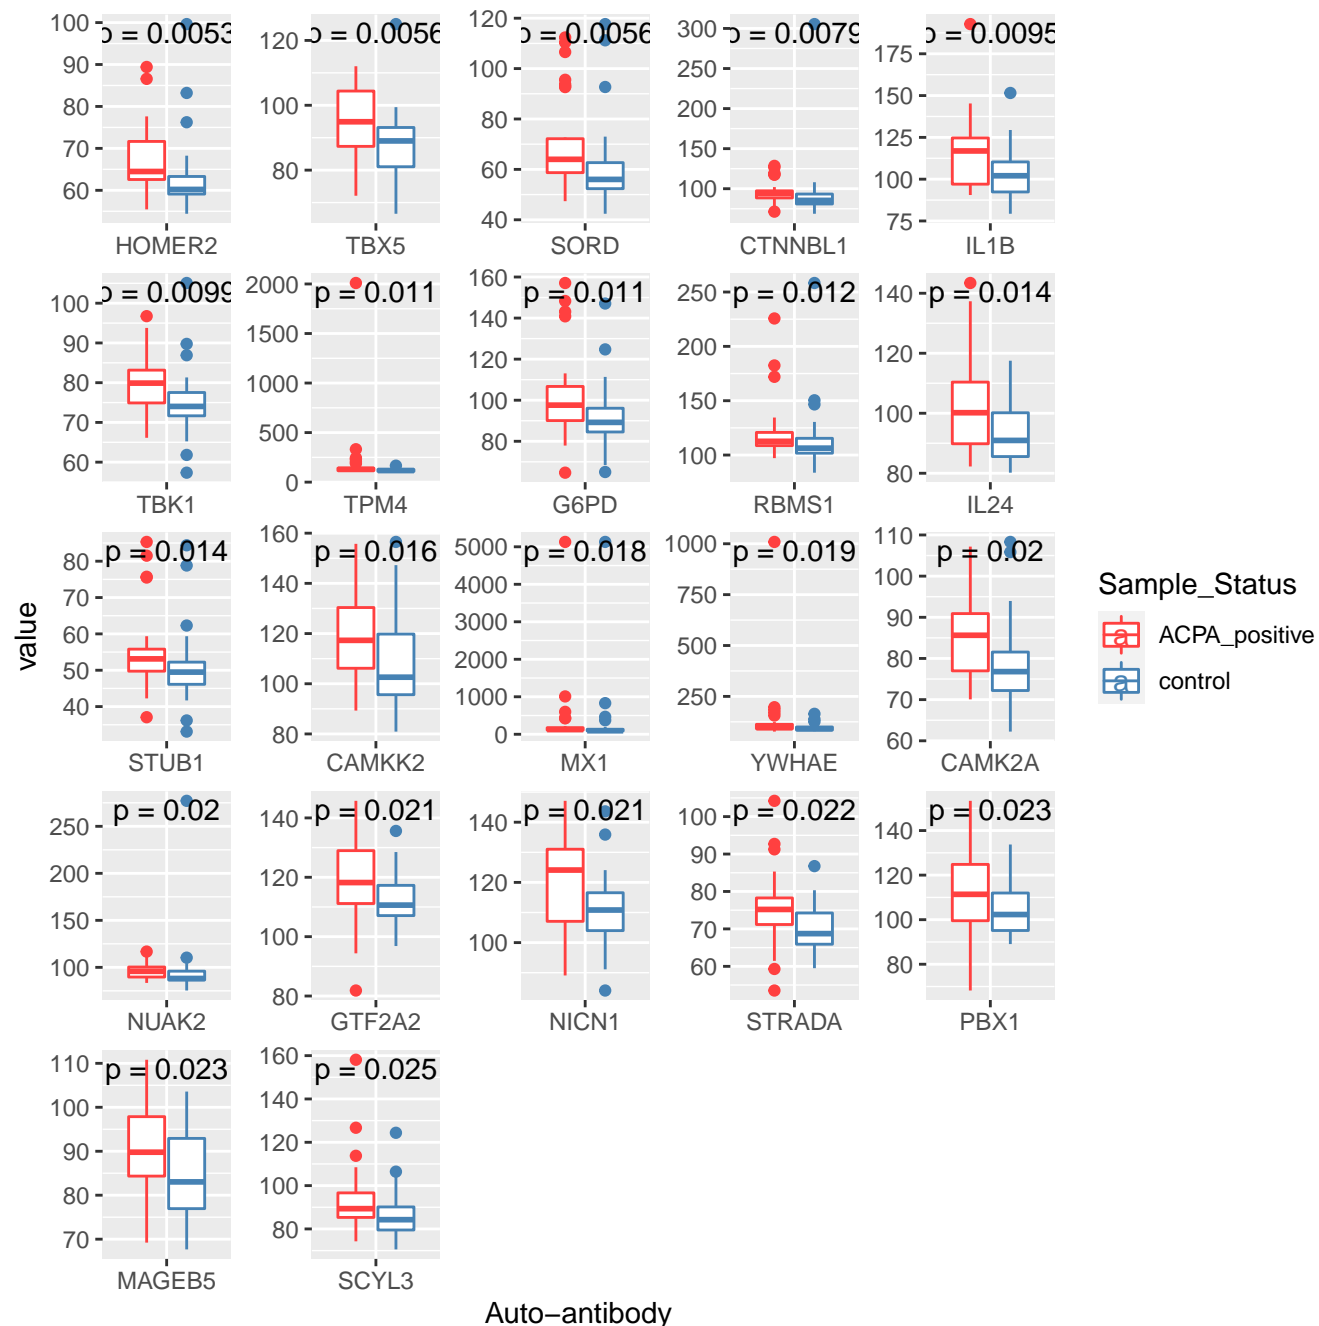 p = 0.0053
p = 0.0056
p = 0.0056
p = 0.0079
p = 0.0095
100
90
80
70
60
120
100
80
120
100
80
60
40
300
250
200
150
100
175
150
125
100
75
HOMER2
TBX5
SORD
CTNNBL1
IL1B
p = 0.0099
p = 0.011
p = 0.011
p = 0.012
p = 0.014
100
90
80
70
60
2000
1500
1000
500
0
160
140
120
100
80
250
200
150
100
140
120
100
80
TBK1
TPM4
G6PD
RBMS1
IL24
p = 0.014
p = 0.016
p = 0.018
p = 0.019
p = 0.02
80
70
60
50
40
160
140
120
100
80
5000
4000
3000
2000
1000
0
1000
750
500
250
110
100
90
80
70
60
STUB1
CAMKK2
MX1
YWHAE
CAMK2A
p = 0.02
p = 0.021
p = 0.021
p = 0.022
p = 0.023
250
200
150
100
140
120
100
80
140
120
100
100
90
80
70
60
140
120
100
80
NUAK2
GTF2A2
NICN1
STRADA
PBX1
p = 0.023
p = 0.025
110
100
90
80
70
160
140
120
100
80
MAGEB5
SCYL3
value
Auto−antibody
Sample_Status
a ACPA_positive
a control